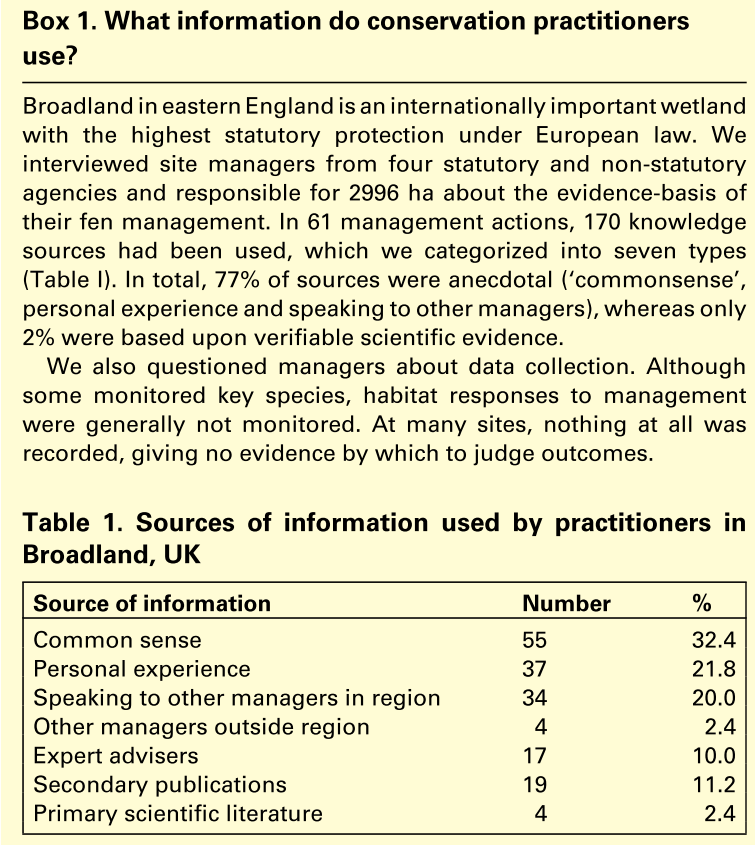 Box 1. What information do conservation practitioners
use?
Broadland in eastern England is an internationally important wetland
with the highest statutory protection under European law. We
interviewed site managers from four statutory and non-statutory
agencies and responsible for 2996 ha about the evidence-basis of
their fen management. In 61 management actions, 170 knowledge
sources had been used, which we categorized into seven types
(Table I). In total, 77% of sources were anecdotal (‘commonsense’,
personal experience and speaking to other managers), whereas only
2% were based upon verifiable scientific evidence.
We also questioned managers about data collection. Although
some monitored key species, habitat responses to management
were generally not monitored. At many sites, nothing at all was
recorded, giving no evidence by which to judge outcomes.
Table 1. Sources of information used by practitioners in
Broadland, UK
Source of information Number %
Common sense 55 32.4
Personal experience 37 21.8
Speaking to other managers in region 34 20.0
Other managers outside region 4 2.4
Expert advisers 17 10.0
Secondary publications 19 11.2
Primary scientific literature 4 2.4